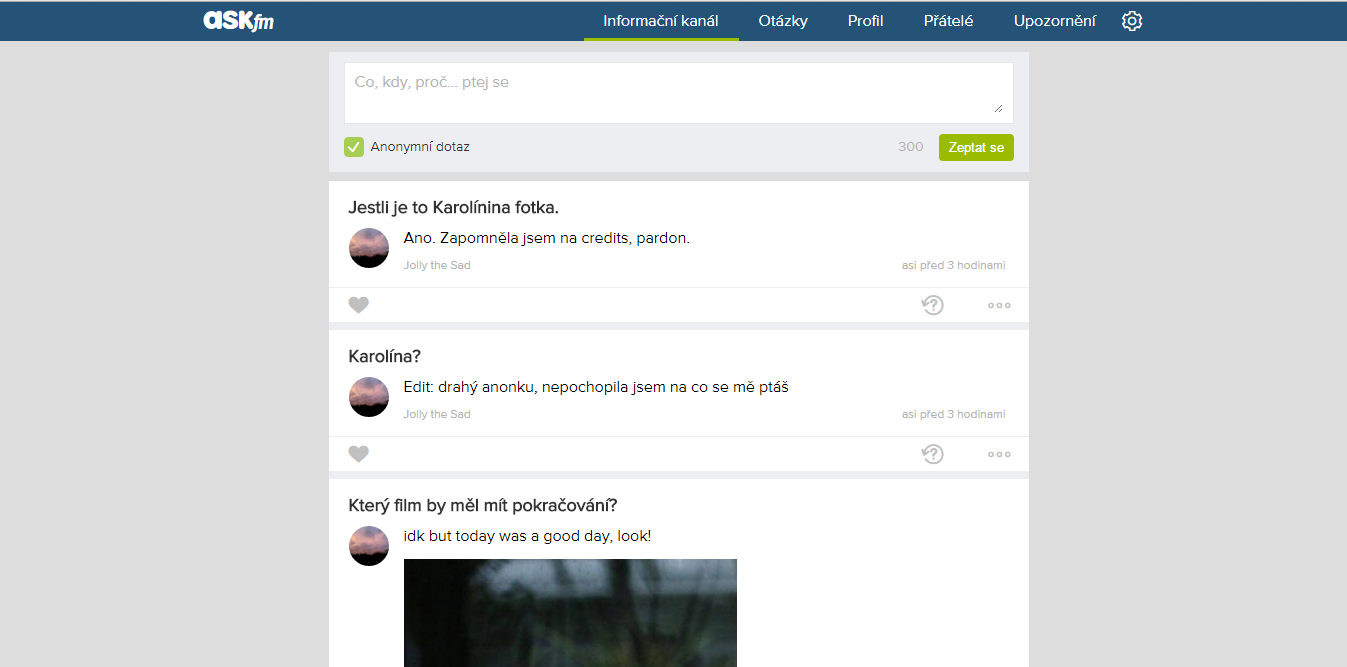 ASKfm
Informační kanál
Otázky
Profil
Přátelé
Upozornění
Co, kdy, proč... ptej se
Anonymní dotaz
300
Zeptat se
Jestli je to Karolínina fotka.
Ano. Zapomněla jsem na credits, pardon.
Jolly the Sad
asi před 3 hodinami
Karolína?
Edit: drahý anonku, nepochopila jsem na co se mě ptáš
Jolly the Sad
asi před 3 hodinami
Který film by měl mít pokračování?
idk but today was a good day, look!